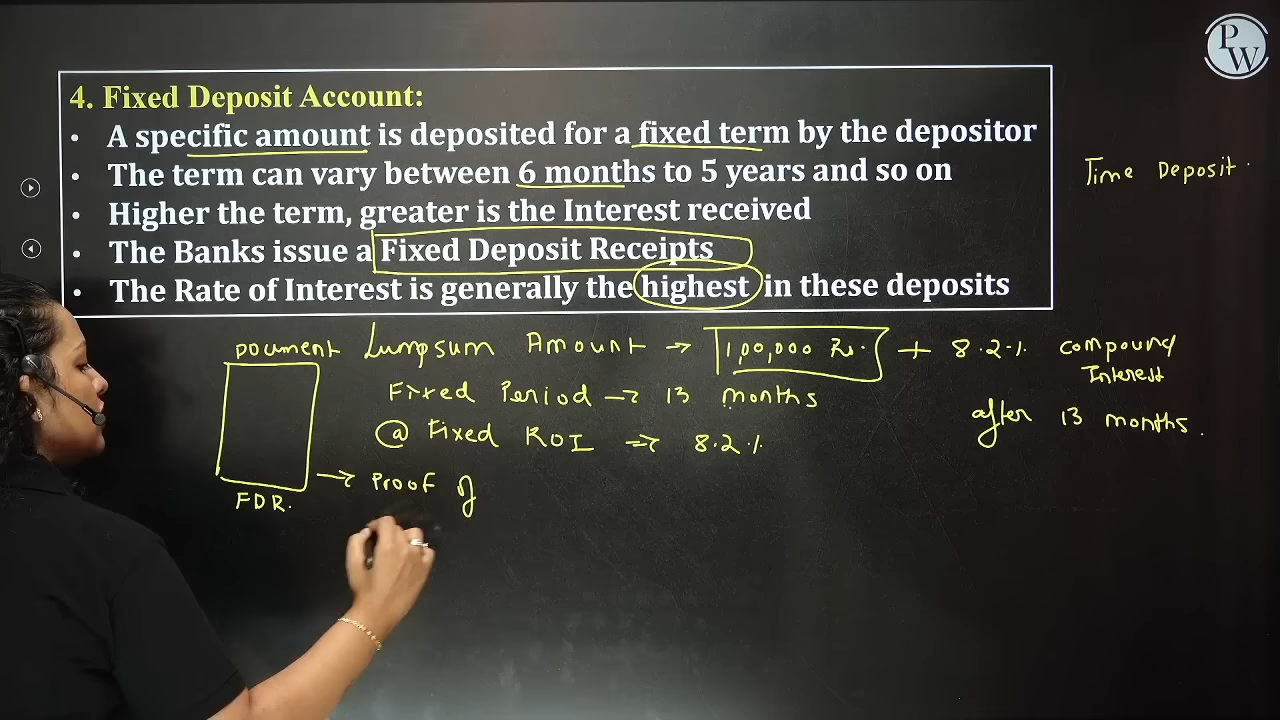 PW
4. Fixed Deposit Account:
• A specific amount is deposited for a fixed term by the depositor
• The term can vary between 6 months to 5 years and so on
• Higher the term, greater is the Interest received
• The Banks issue a Fixed Deposit Receipts
• The Rate of Interest is generally the highest in these deposits
Time Deposit.
Document
FDR.
Lumpsum Amount → 1,00,000 Rs. + 8.2% compound
Interest
Fixed Period → 13 months
after 13 months.
@ Fixed ROI ⇒ 8.2%
→ Proof of